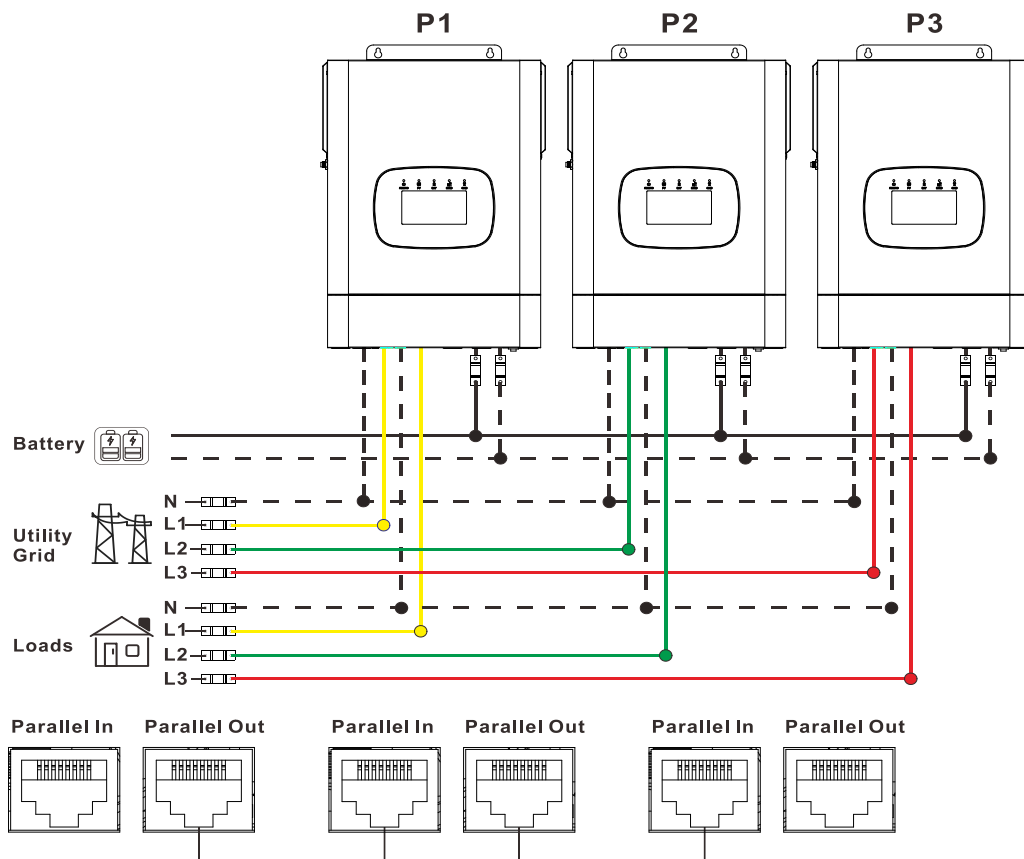 P1 P2 P3
Battery
Utility
Grid
N
L1
L2
L3
Loads
N
L1
L2
L3
Parallel In Parallel Out Parallel In Parallel Out Parallel In Parallel Out